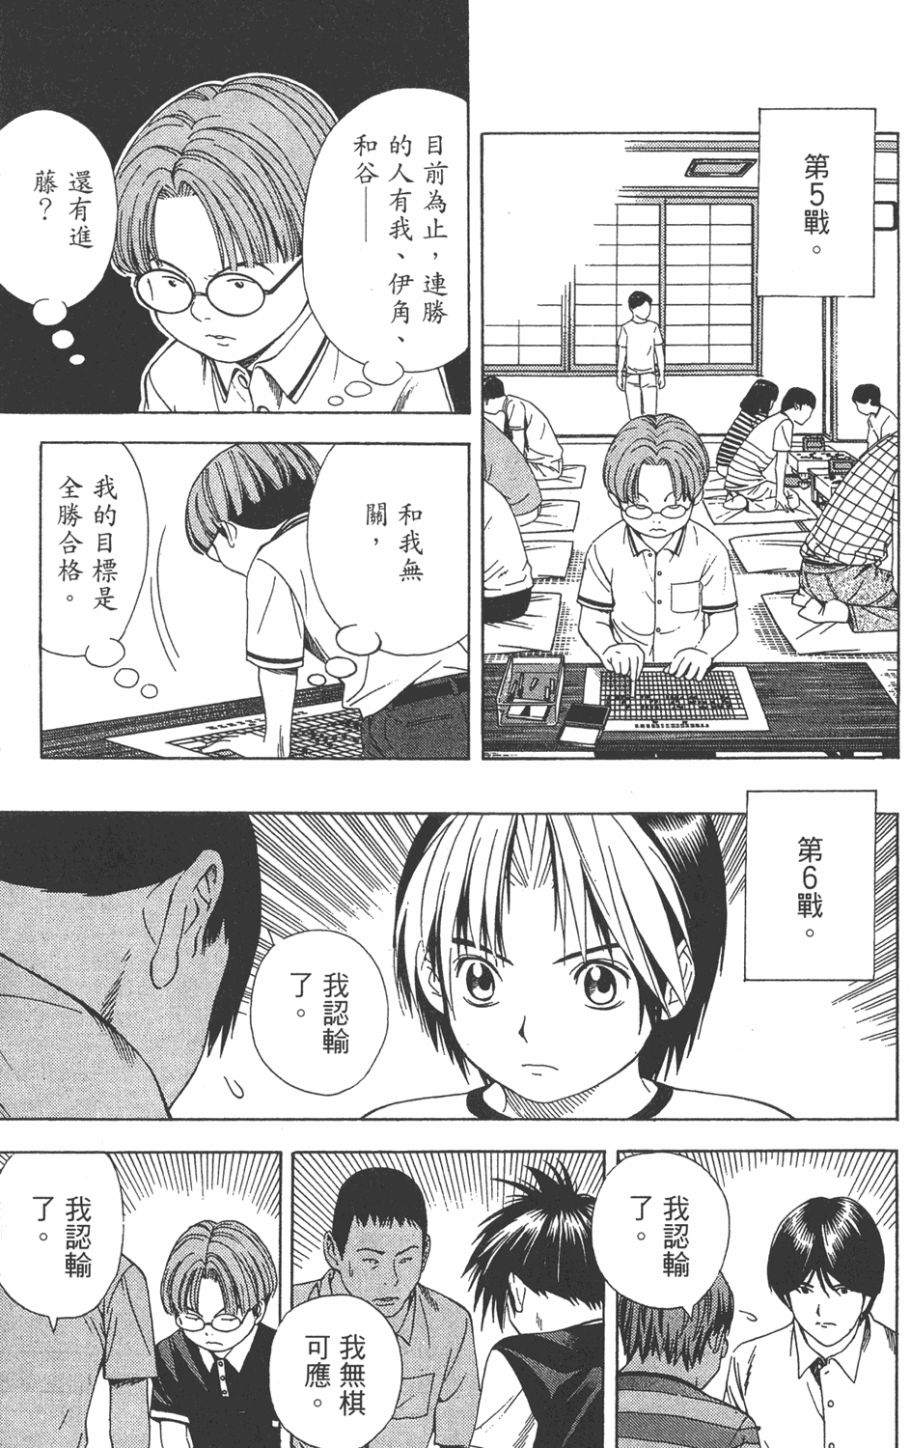 第5戰。
目前為止，連勝
的人有我、伊角、
和谷——
還有進
藤？
和我無
關，
我的目標是
全勝合格。
第6戰。
我認輸
了。
我認輸
了。
我無棋
可應。
我認輸
了。